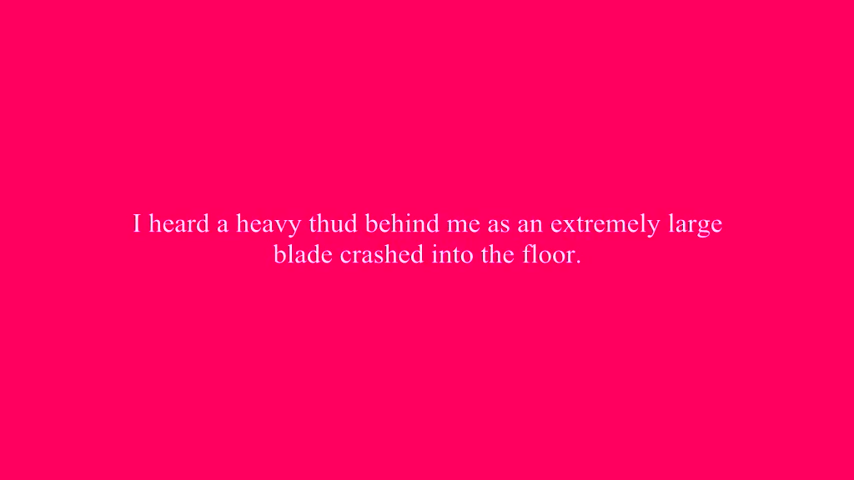 I heard a heavy thud behind me as an extremely large
blade crashed into the floor.